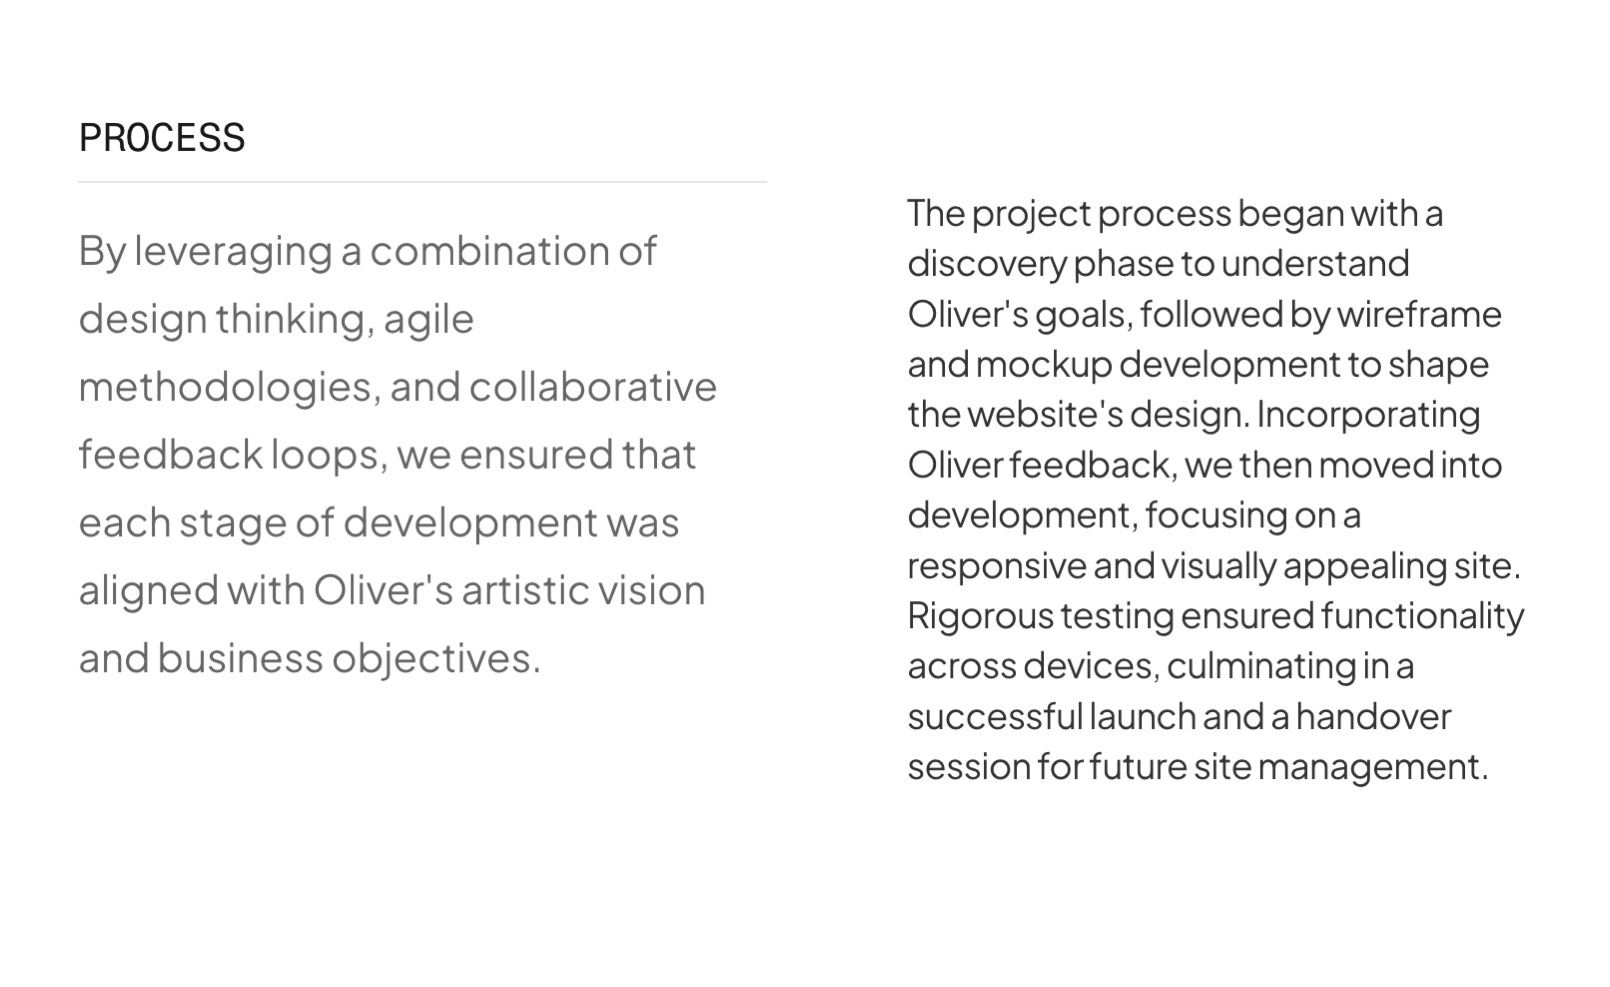 PROCESS
By leveraging a combination of
design thinking, agile
methodologies, and collaborative
feedback loops, we ensured that
each stage of development was
aligned with Oliver's artistic vision
and business objectives.
The project process began with a
discovery phase to understand
Oliver's goals, followed by wireframe
and mockup development to shape
the website's design. Incorporating
Oliver feedback, we then moved into
development, focusing on a
responsive and visually appealing site.
Rigorous testing ensured functionality
across devices, culminating in a
successful launch and a handover
session for future site management.